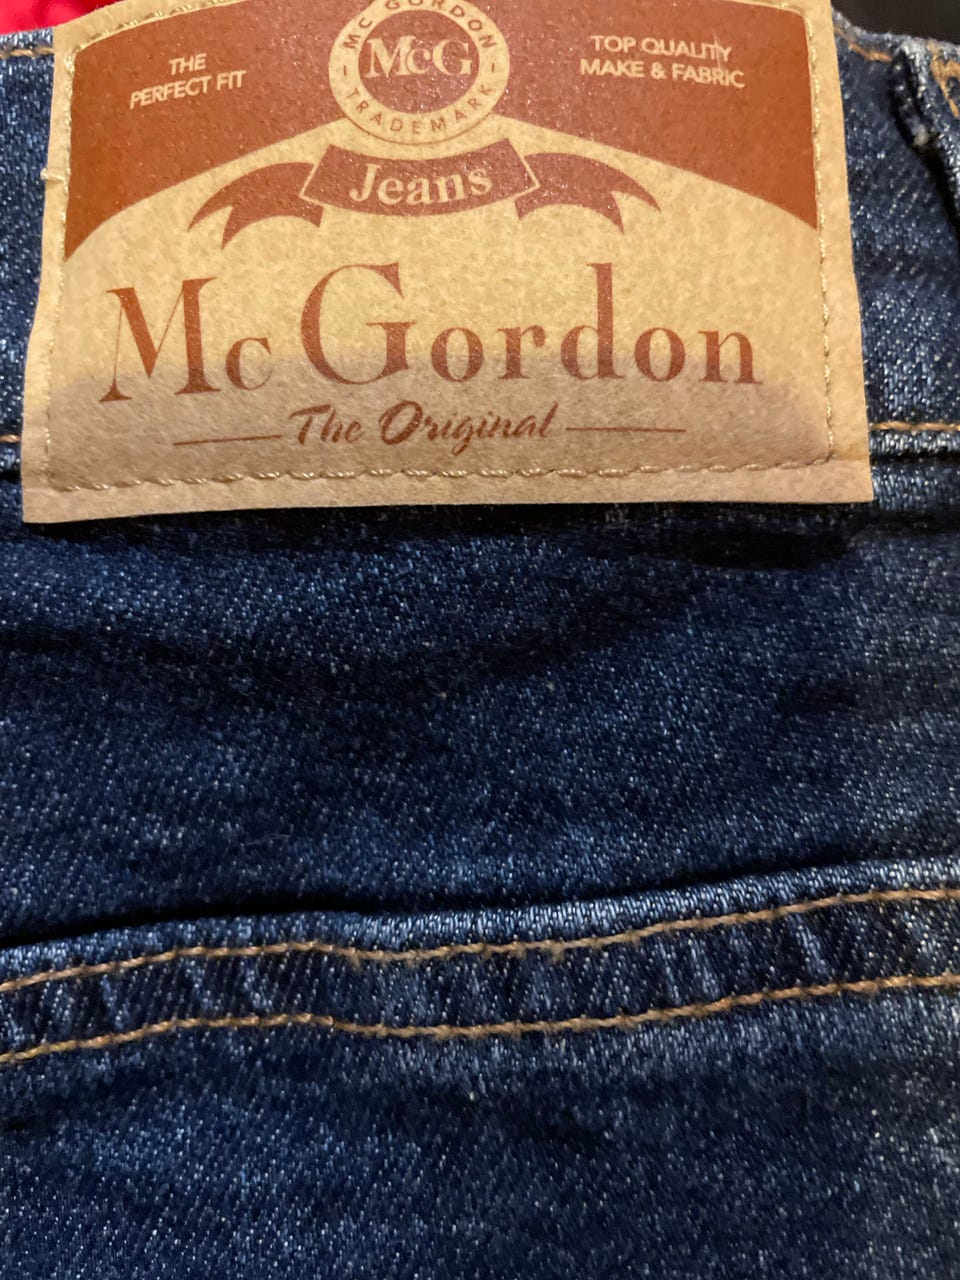 MC GORDON
McG
TRADEMARK
THE
PERFECT FIT
TOP QUALITY
MAKE & FABRIC
Jeans
Mc Gordon
The Original